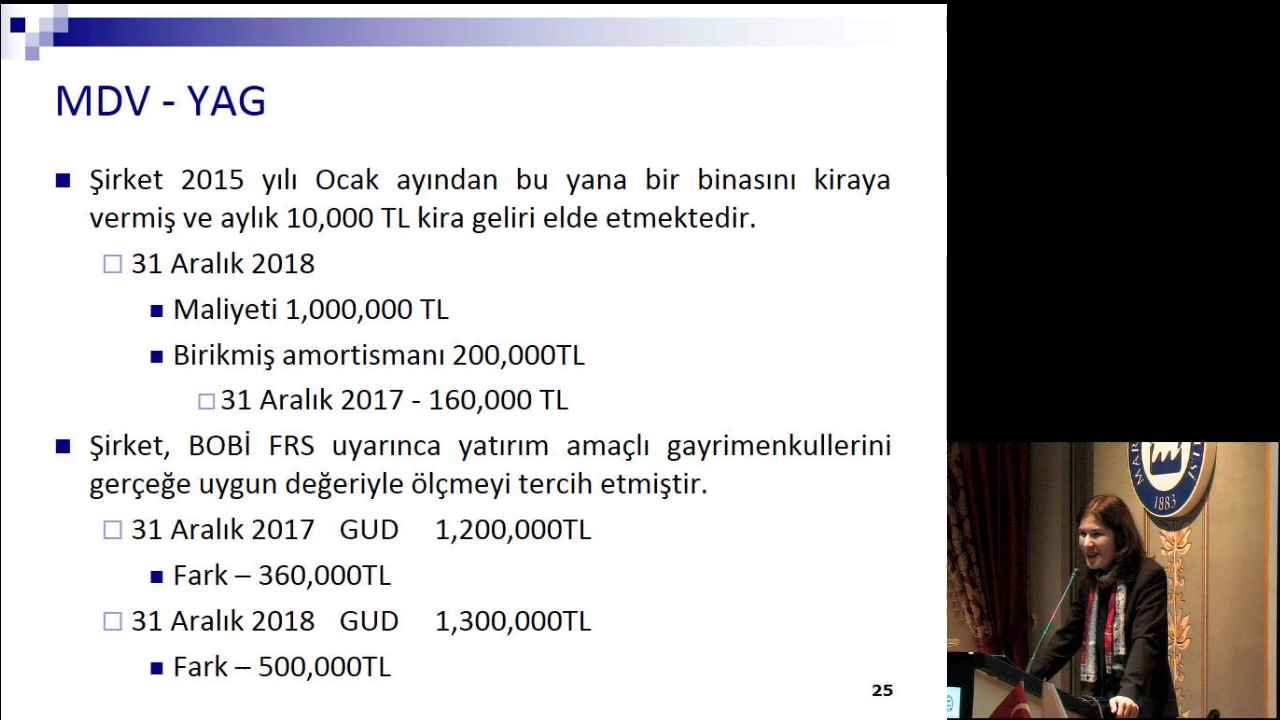 MDV - YAG
Şirket 2015 yılı Ocak ayından bu yana bir binasını kiraya
vermiş ve aylık 10,000 TL kira geliri elde etmektedir.
31 Aralık 2018
Maliyeti 1,000,000 TL
Birikmiş amortismanı 200,000TL
31 Aralık 2017 - 160,000 TL
Şirket, BOBİ FRS uyarınca yatırım amaçlı gayrimenkullerini
gerçeğe uygun değeriyle ölçmeyi tercih etmiştir.
31 Aralık 2017 GUD 1,200,000TL
Fark – 360,000TL
31 Aralık 2018 GUD 1,300,000TL
Fark – 500,000TL
25
1883